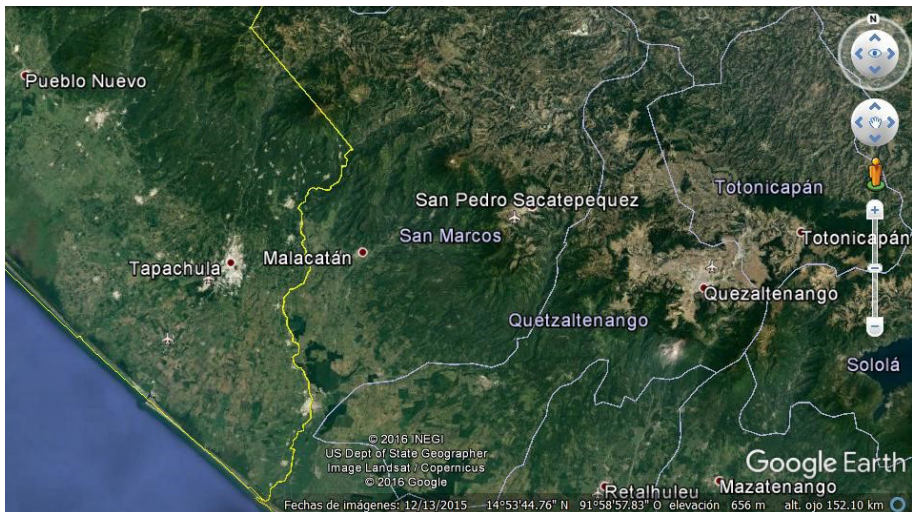 N
Pueblo Nuevo
San Pedro Sacatepequez
Totonicapán
San Marcos
Totonicapán
Malacatán
Tapachula
Quezaltenango
Quetzaltenango
Sololá
© 2016 INEGI
US Dept of State Geographer
Image Landsat / Copernicus
© 2016 Google
Google Earth
Retalhuleu
Mazatenango
Fechas de imágenes: 12/13/2015 14°53'44.76" N 91°58'57.83" O elevación 656 m alt. ojo 152.10 km